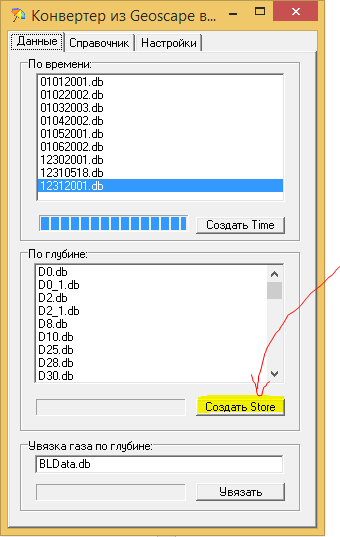 Конвертер из Geoscape в...
Данные Справочник Настройки
По времени:
01012001.db
01022002.db
01032003.db
01042002.db
01052001.db
01062002.db
12302001.db
12310518.db
12312001.db
Создать Time
По глубине:
D0.db
D0_1.db
D2.db
D2_1.db
D8.db
D10.db
D25.db
D28.db
D30.db
Создать Store
Увязка газа по глубине:
BLData.db
Увязать